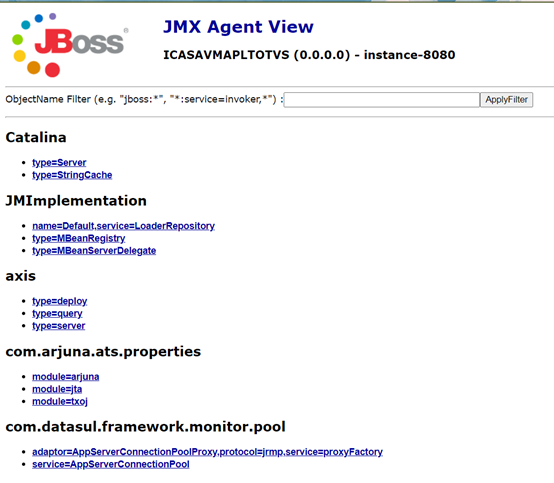 JBoss
JMX Agent View
ICASAVMAPLTOTVS (0.0.0.0) - instance-8080
ObjectName Filter (e.g. "jboss:*", "*:service=invoker,*") : ApplyFilter
Catalina
type=Server
type=StringCache
JMImplementation
name=Default,service=LoaderRepository
type=MBeanRegistry
type=MBeanServerDelegate
axis
type=deploy
type=query
type=server
com.arjuna.ats.properties
module=arjuna
module=jta
module=txoj
com.datasul.framework.monitor.pool
adaptor=AppServerConnectionPoolProxy,protocol=jrmp,service=proxyFactory
service=AppServerConnectionPool